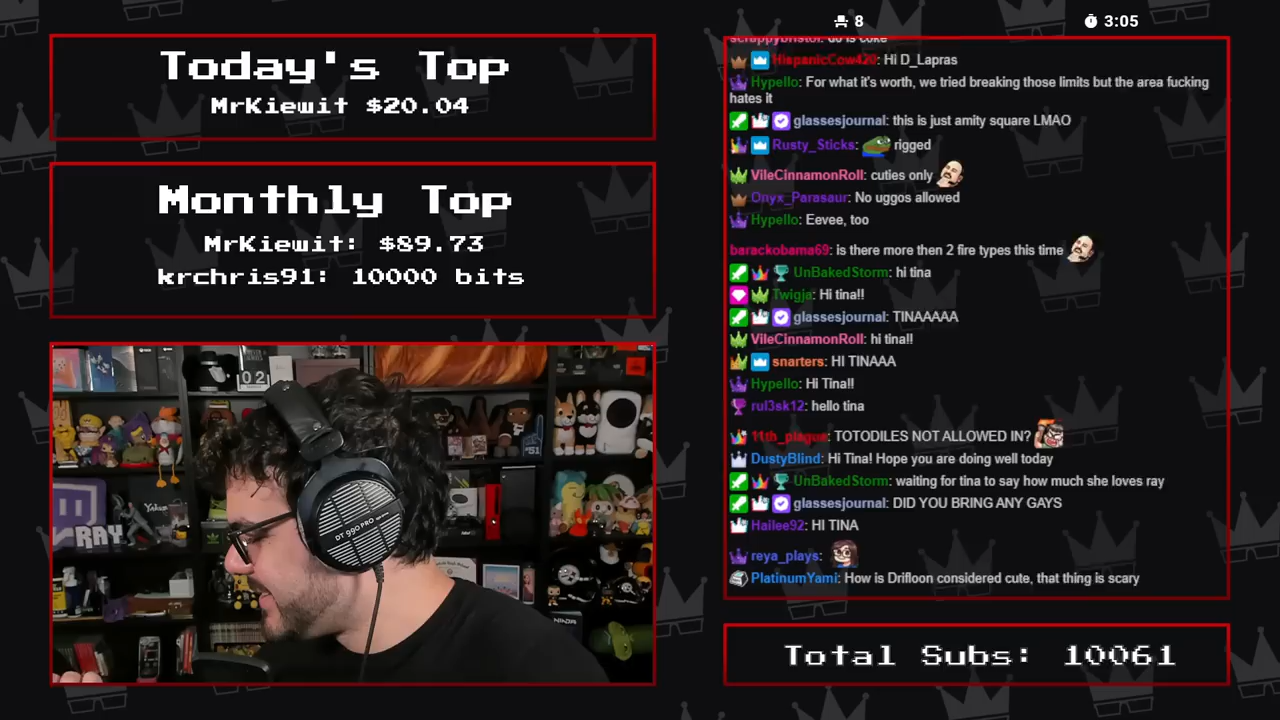 8
3:05
Today's Top
MrKiewit $20.04
Monthly Top
MrKiewit: $89.73
krchris91: 10000 bits
scrappybristol: do is coke
HispanicCow420: Hi D_Lapras
Hypello: For what it's worth, we tried breaking those limits but the area fucking
hates it
glassesjournal: this is just amity square LMAO
Rusty_Sticks: rigged
VileCinnamonRoll: cuties only
Onyx_Parasaur: No uggos allowed
Hypello: Eevee, too
barackobama69: is there more then 2 fire types this time
UnBakedStorm: hi tina
Twigja: Hi tina!!
glassesjournal: TINAAAAA
VileCinnamonRoll: hi tina!!
snarters: HI TINAAA
Hypello: Hi Tina!!
rul3sk12: hello tina
11th_plague: TOTODILES NOT ALLOWED IN?
DustyBlind: Hi Tina! Hope you are doing well today
UnBakedStorm: waiting for tina to say how much she loves ray
glassesjournal: DID YOU BRING ANY GAYS
Hailee92: HI TINA
reya_plays:
PlatinumYami: How is Drifloon considered cute, that thing is scary
Total Subs: 10061
RAY
02
DT 990 PRO
Yakuza
#51